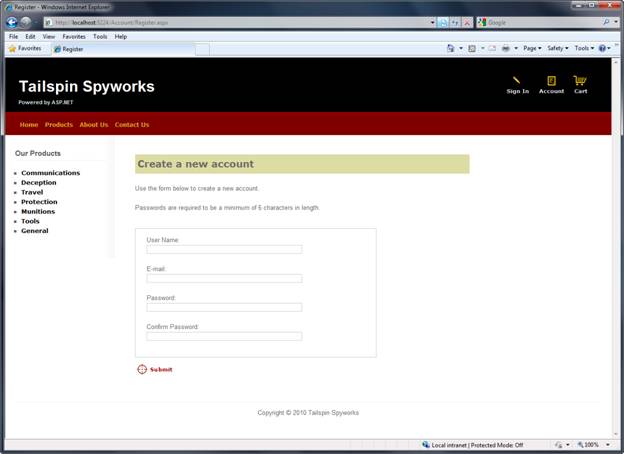 Register - Windows Internet Explorer
http://localhost:3224/Account/Register.aspx
Google
File Edit View Favorites Tools Help
Favorites Register
Page Safety Tools
Tailspin Spyworks
Powered by ASP.NET
Sign In Account Cart
Home Products About Us Contact Us
Our Products
Communications
Deception
Travel
Protection
Munitions
Tools
General
Create a new account
Use the form below to create a new account.
Passwords are required to be a minimum of 6 characters in length.
User Name:
E-mail:
Password:
Confirm Password:
Submit
Copyright © 2010 Tailspin Spyworks
Local intranet | Protected Mode: Off
100%